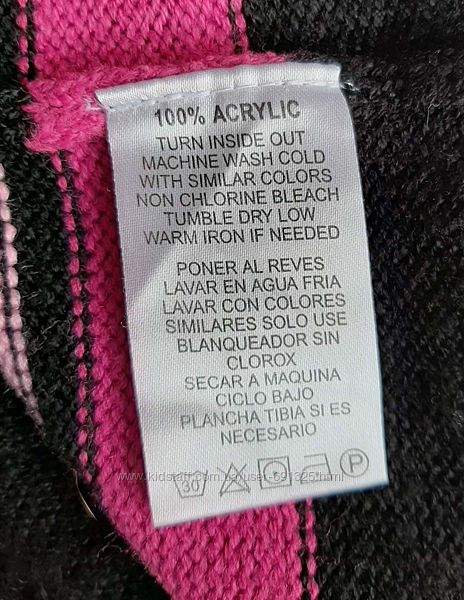 100% ACRYLIC
TURN INSIDE OUT
MACHINE WASH COLD
WITH SIMILAR COLORS
NON CHLORINE BLEACH
TUMBLE DRY LOW
WARM IRON IF NEEDED
PONER AL REVES
LAVAR EN AGUA FRIA
LAVAR CON COLORES
SIMILARES SOLO USE
BLANQUEADOR SIN
CLOROX
SECAR A MAQUINA
CICLO BAJO
PLANCHA TIBIA SI ES
NECESARIO
30 P